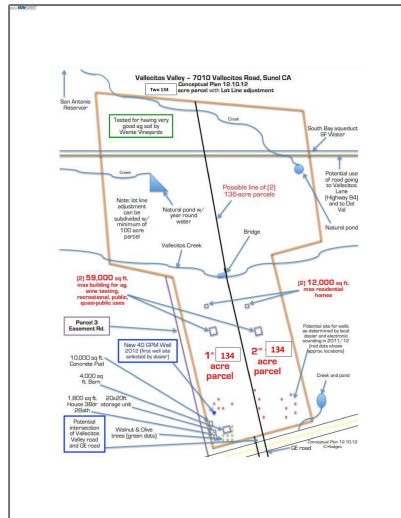 Vallecitos Valley – 7010 Vallecitos Road, Sunol CA
Conceptual Plan 12.10.12
Two 134 acre parcel with Lot Line adjustment
San Antonio
Reservoir
Creek
Tested for having very
good ag soil by
Wente Vineyards
South Bay aqueduct
SF Water
Creek
Potential use
of road going
to Vallecitos
Lane
[Highway 84]
and to Del
Val
Possible line of [2]
136-acre parcels
Note: lot line
adjustment
can be
subdivided w/
minimum of
100 acre
parcel
Natural pond w/
year round
water
Natural pond
Bridge
Vallecitos Creek
[2] 59,000 sq ft.
max building for ag,
wine testing,
recreational, public,
quasi-public uses
[2] 12,000 sq ft.
max residential
homes
Parcel 3
Easement Rd.
Potential site for wells
as determined by local
dosier and electronic
sounding in 2011/12
[red dots shows
approx. locations]
New 40 GPM Well
2012 [first well site
selected by dosier]
1st 134
acre
parcel
2nd 134
acre
parcel
10,000 sq ft.
Concrete Pad
4,000
sq ft. Barn
Creek and pond
1,800 sq ft.
House 3Bdr
2Bath
20x20ft
storage unit
Potential
intersection
of Vallecitos
Valley road
and GE road
Walnut & Olive
trees [green dots]
Conceptual Plan 12.10.12
D Hodges
GE road